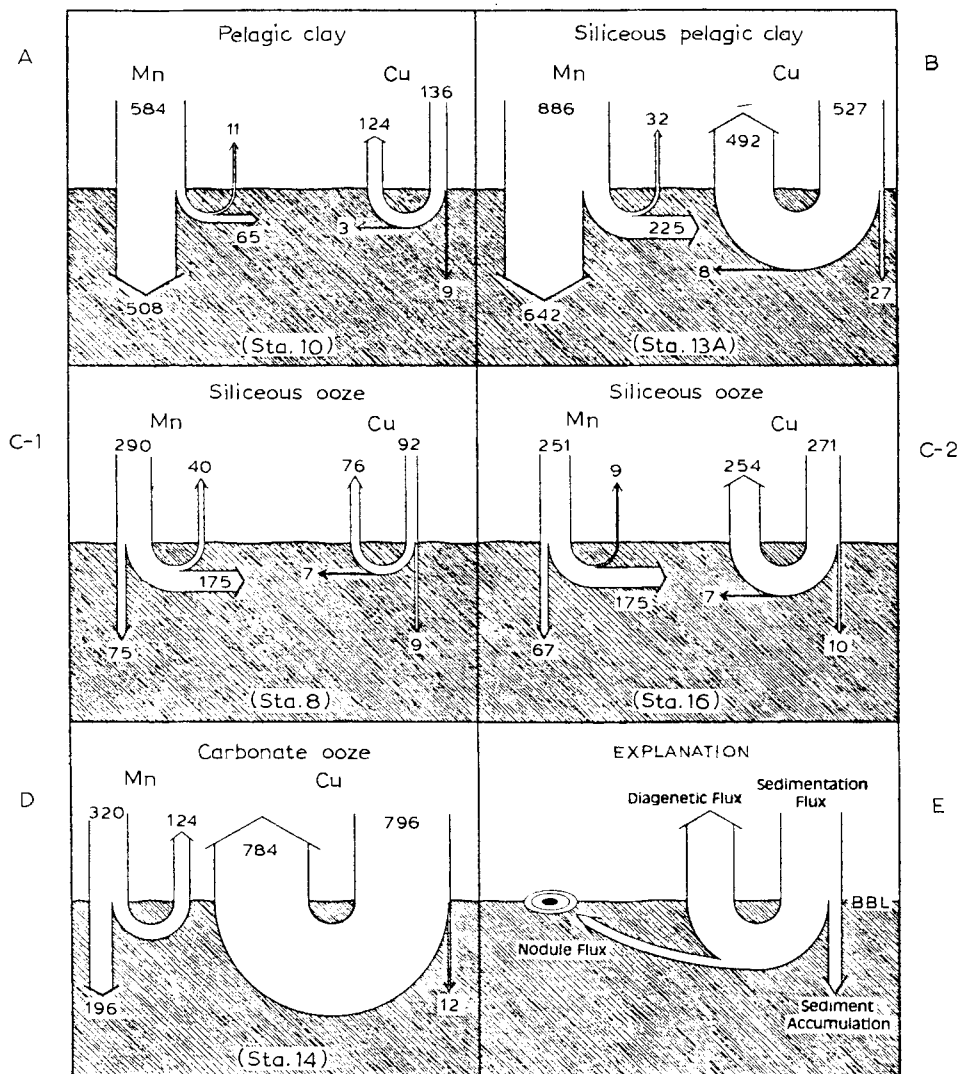 A
Pelagic clay
Mn
Cu
584
11
124
136
65
3
508
9
(Sta. 10)
B
Siliceous pelagic clay
Mn
Cu
886
32
492
527
225
8
642
27
(Sta. 13A)
C-1
Siliceous ooze
Mn
Cu
290
40
76
92
175
7
75
9
(Sta. 8)
C-2
Siliceous ooze
Mn
Cu
251
9
254
271
175
7
67
10
(Sta. 16)
D
Carbonate ooze
Mn
Cu
320
124
784
796
196
12
(Sta. 14)
E
EXPLANATION
Diagenetic Flux
Sedimentation
Flux
BBL
Nodule Flux
Sediment
Accumulation